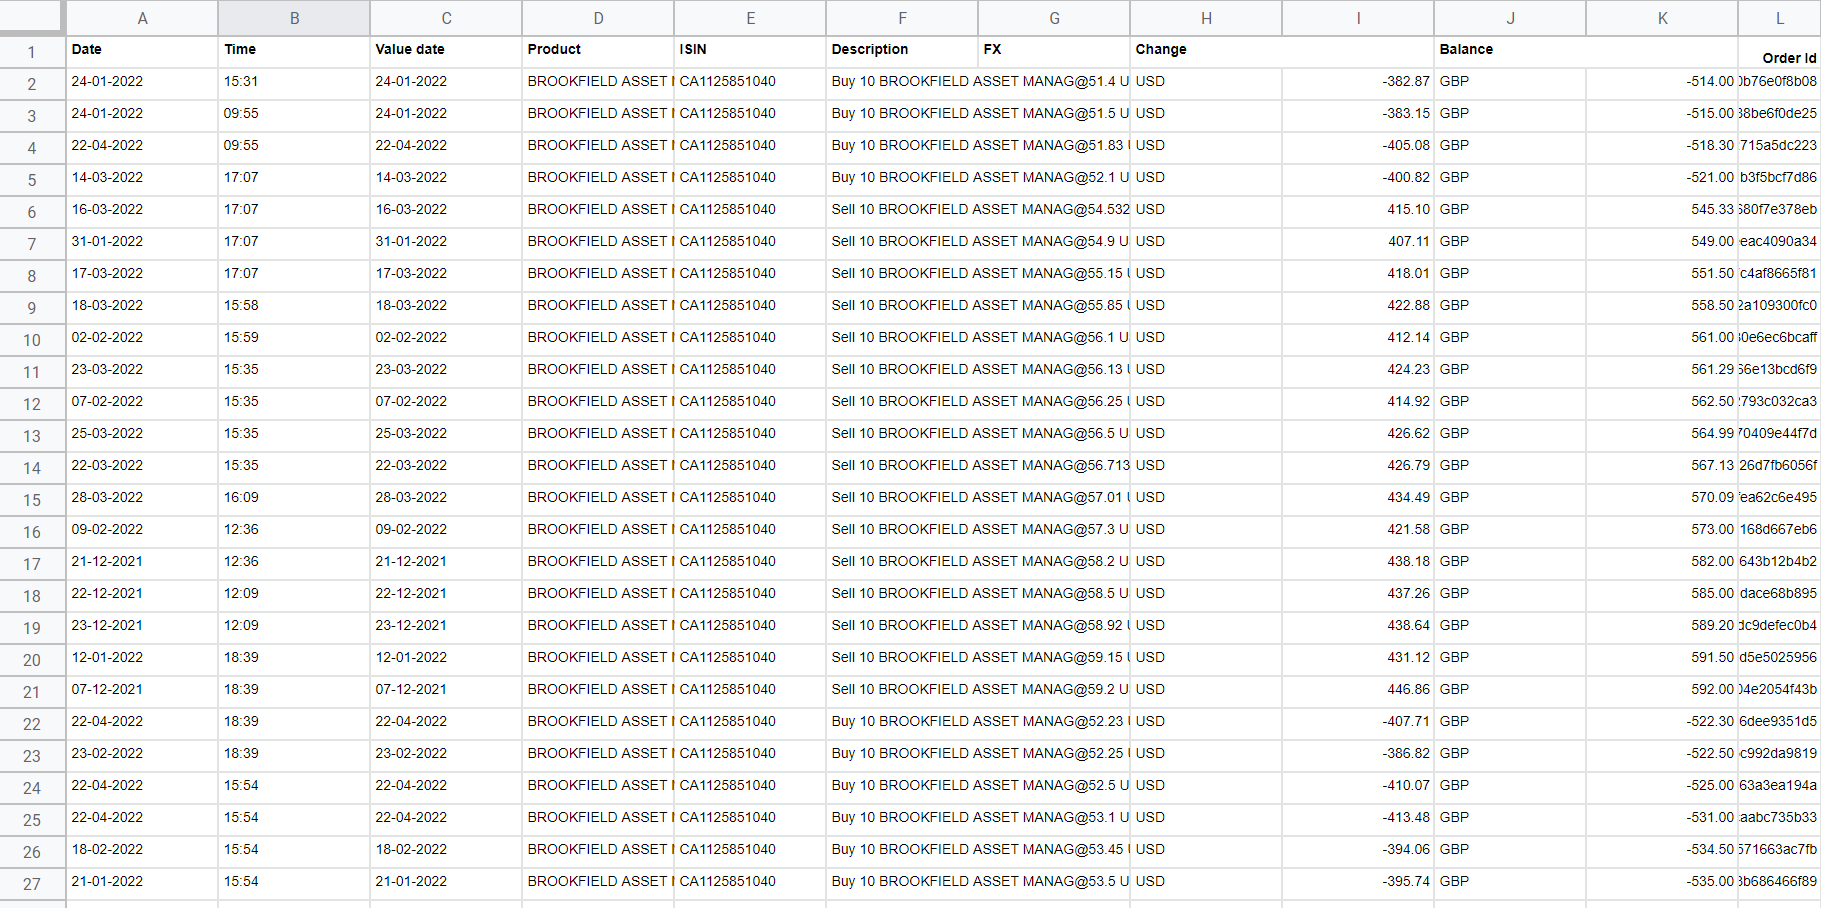 A B C D E F G H I J K L
1 Date Time Value date Product ISIN Description FX Change Balance Order Id
2 24-01-2022 15:31 24-01-2022 BROOKFIELD ASSET CA1125851040 Buy 10 BROOKFIELD ASSET MANAG@51.4 U USD -382.87 GBP -514.00 0b76e0f8b08
3 24-01-2022 09:55 24-01-2022 BROOKFIELD ASSET CA1125851040 Buy 10 BROOKFIELD ASSET MANAG@51.5 U USD -383.15 GBP -515.00 38be6f0de25
4 22-04-2022 09:55 22-04-2022 BROOKFIELD ASSET CA1125851040 Buy 10 BROOKFIELD ASSET MANAG@51.83 USD -405.08 GBP -518.30 715a5dc223
5 14-03-2022 17:07 14-03-2022 BROOKFIELD ASSET CA1125851040 Buy 10 BROOKFIELD ASSET MANAG@52.1 U USD -400.82 GBP -521.00 b3f5bcf7d86
6 16-03-2022 17:07 16-03-2022 BROOKFIELD ASSET CA1125851040 Sell 10 BROOKFIELD ASSET MANAG@54.532 USD 415.10 GBP 545.33 680f7e378eb
7 31-01-2022 17:07 31-01-2022 BROOKFIELD ASSET CA1125851040 Sell 10 BROOKFIELD ASSET MANAG@54.9 U USD 407.11 GBP 549.00 eac4090a34
8 17-03-2022 17:07 17-03-2022 BROOKFIELD ASSET CA1125851040 Sell 10 BROOKFIELD ASSET MANAG@55.15 USD 418.01 GBP 551.50 c4af8665f81
9 18-03-2022 15:58 18-03-2022 BROOKFIELD ASSET CA1125851040 Sell 10 BROOKFIELD ASSET MANAG@55.85 USD 422.88 GBP 558.50 2a109300fc0
10 02-02-2022 15:59 02-02-2022 BROOKFIELD ASSET CA1125851040 Sell 10 BROOKFIELD ASSET MANAG@56.1 U USD 412.14 GBP 561.00 0e6ec6bcaff
11 23-03-2022 15:35 23-03-2022 BROOKFIELD ASSET CA1125851040 Sell 10 BROOKFIELD ASSET MANAG@56.13 USD 424.23 GBP 561.29 66e13bcd6f9
12 07-02-2022 15:35 07-02-2022 BROOKFIELD ASSET CA1125851040 Sell 10 BROOKFIELD ASSET MANAG@56.25 USD 414.92 GBP 562.50 2793c032ca3
13 25-03-2022 15:35 25-03-2022 BROOKFIELD ASSET CA1125851040 Sell 10 BROOKFIELD ASSET MANAG@56.5 U USD 426.62 GBP 564.99 70409e44f7d
14 22-03-2022 15:35 22-03-2022 BROOKFIELD ASSET CA1125851040 Sell 10 BROOKFIELD ASSET MANAG@56.713 USD 426.79 GBP 567.13 26d7fb6056f
15 28-03-2022 16:09 28-03-2022 BROOKFIELD ASSET CA1125851040 Sell 10 BROOKFIELD ASSET MANAG@57.01 USD 434.49 GBP 570.09 ea62c6e495
16 09-02-2022 12:36 09-02-2022 BROOKFIELD ASSET CA1125851040 Sell 10 BROOKFIELD ASSET MANAG@57.3 U USD 421.58 GBP 573.00 168d667eb6
17 21-12-2021 12:36 21-12-2021 BROOKFIELD ASSET CA1125851040 Sell 10 BROOKFIELD ASSET MANAG@58.2 U USD 438.18 GBP 582.00 643b12b4b2
18 22-12-2021 12:09 22-12-2021 BROOKFIELD ASSET CA1125851040 Sell 10 BROOKFIELD ASSET MANAG@58.5 U USD 437.26 GBP 585.00 dace68b895
19 23-12-2021 12:09 23-12-2021 BROOKFIELD ASSET CA1125851040 Sell 10 BROOKFIELD ASSET MANAG@58.92 USD 438.64 GBP 589.20 dc9defec0b4
20 12-01-2022 18:39 12-01-2022 BROOKFIELD ASSET CA1125851040 Sell 10 BROOKFIELD ASSET MANAG@59.15 USD 431.12 GBP 591.50 d5e5025956
21 07-12-2021 18:39 07-12-2021 BROOKFIELD ASSET CA1125851040 Sell 10 BROOKFIELD ASSET MANAG@59.2 U USD 446.86 GBP 592.00 04e2054f43b
22 22-04-2022 18:39 22-04-2022 BROOKFIELD ASSET CA1125851040 Buy 10 BROOKFIELD ASSET MANAG@52.23 USD -407.71 GBP -522.30 6dee9351d5
23 23-02-2022 18:39 23-02-2022 BROOKFIELD ASSET CA1125851040 Buy 10 BROOKFIELD ASSET MANAG@52.25 USD -386.82 GBP -522.50 c992da9819
24 22-04-2022 15:54 22-04-2022 BROOKFIELD ASSET CA1125851040 Buy 10 BROOKFIELD ASSET MANAG@52.5 U USD -410.07 GBP -525.00 63a3ea194a
25 22-04-2022 15:54 22-04-2022 BROOKFIELD ASSET CA1125851040 Buy 10 BROOKFIELD ASSET MANAG@53.1 U USD -413.48 GBP -531.00 aabc735b33
26 18-02-2022 15:54 18-02-2022 BROOKFIELD ASSET CA1125851040 Buy 10 BROOKFIELD ASSET MANAG@53.45 USD -394.06 GBP -534.50 571663ac7fb
27 21-01-2022 15:54 21-01-2022 BROOKFIELD ASSET CA1125851040 Buy 10 BROOKFIELD ASSET MANAG@53.5 U USD -395.74 GBP -535.00 3b686466f89